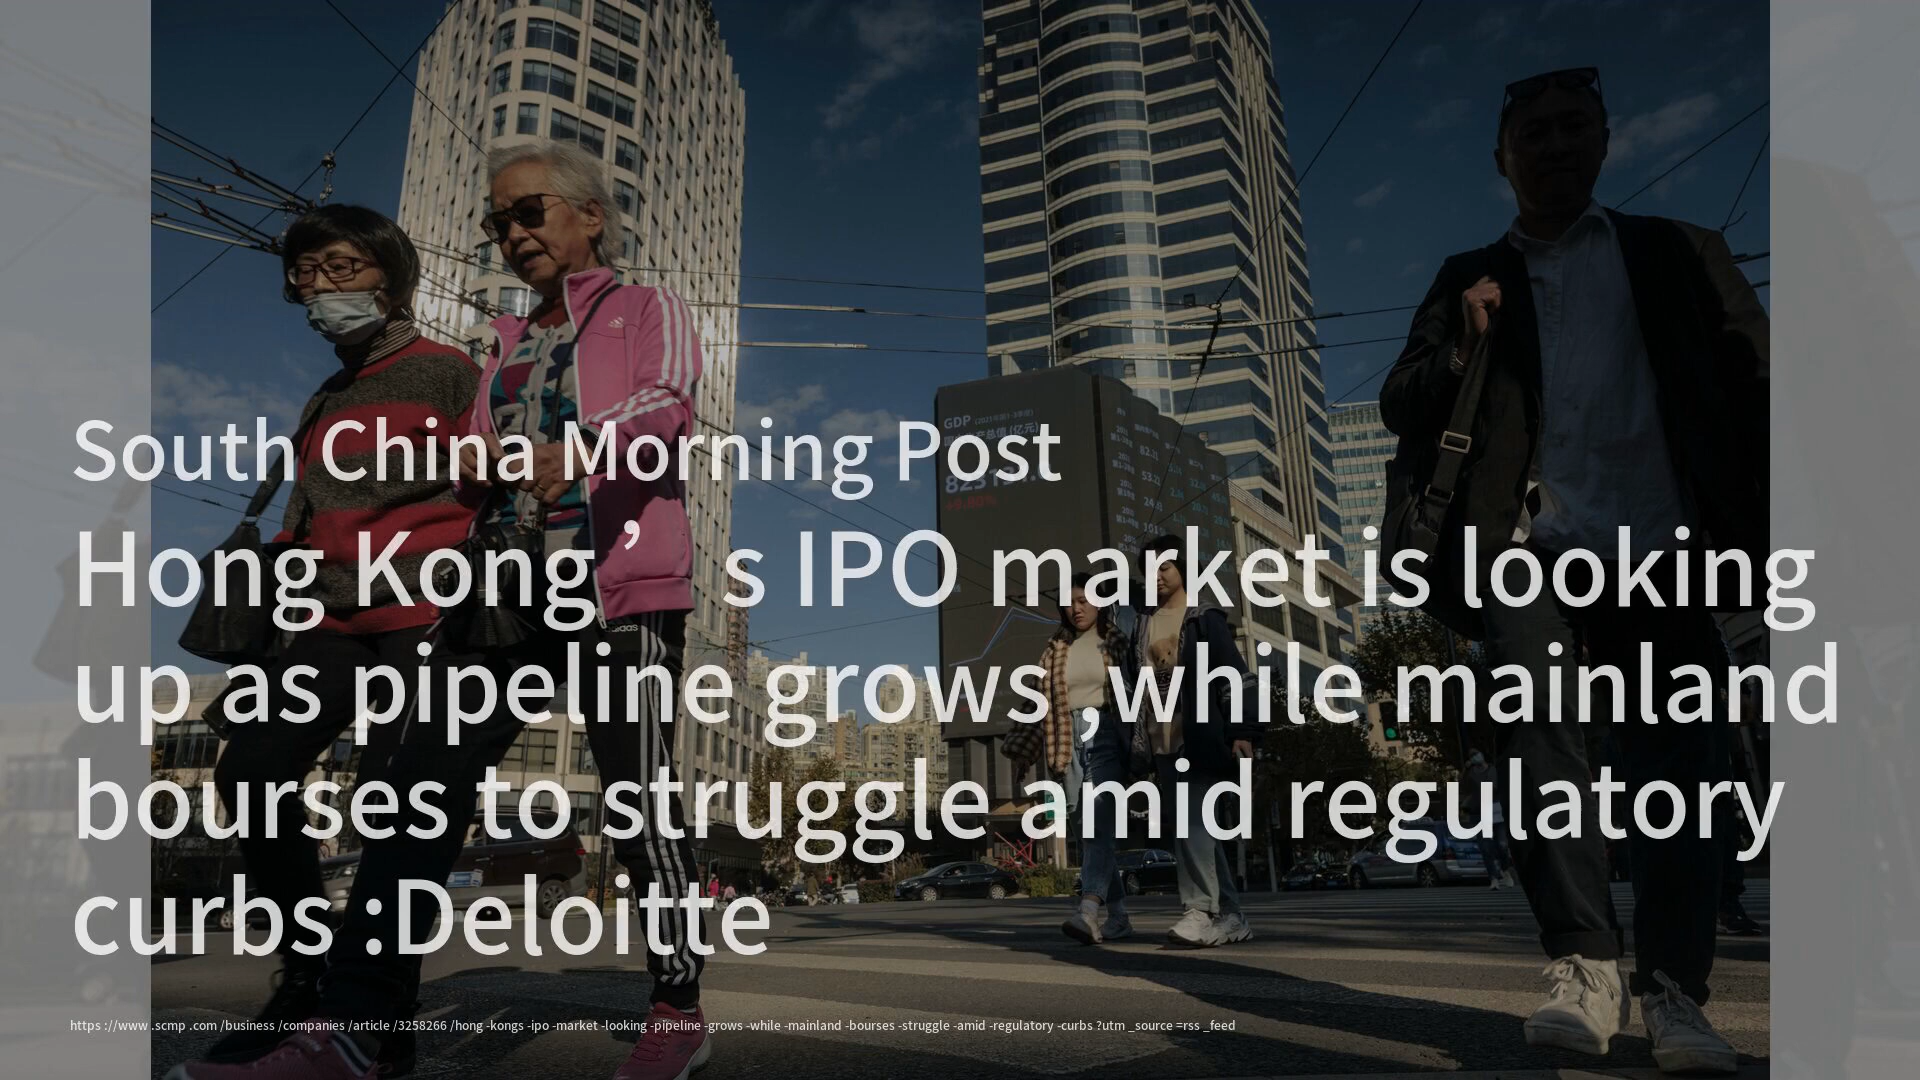 South China Morning Post
GDP
Hong Kong’s IPO market is looking
up as pipeline grows ,while mainland
bourses to struggle amid regulatory
curbs :Deloitte
https ://www .scmp .com /business /companies /article /3258266 /hong -kongs -ipo -market -looking -pipeline -grows -while -mainland -bourses -struggle -amid -regulatory -curbs ?utm _source =rss _feed
adidas